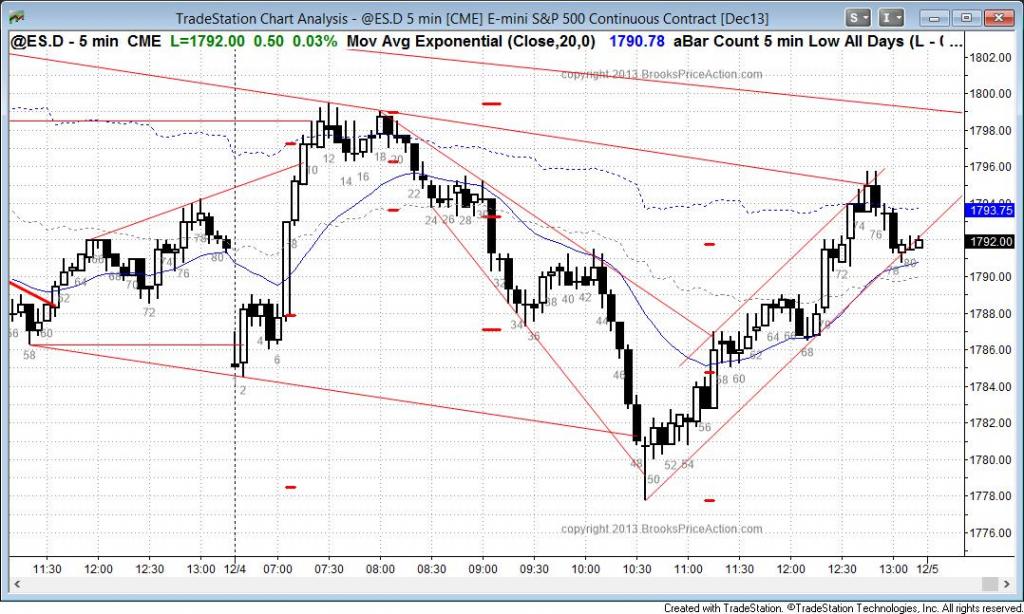 TradeStation Chart Analysis - @ES.D 5 min [CME] E-mini S&P 500 Continuous Contract [Dec13]
S I
@ES.D - 5 min CME L=1792.00 0.50 0.03% Mov Avg Exponential (Close,20,0) 1790.78 aBar Count 5 min Low All Days (L - ( ...
copyright 2013 BrooksPriceAction.com
1802.00
1800.00
1798.00
1796.00
1793.75
1792.00
1790.00
1788.00
1786.00
1784.00
1782.00
1780.00
1778.00
1776.00
10 12 14 16 18 20
22 24 26 28
32 34 36 38 40 42 44
46 48 50 52 54 56 58 60
62 64 68 70 72 74 76 78 80
58 60 62 64 68 70 72 74 76 80
2 4 6 8
copyright 2013 BrooksPriceAction.com
11:30 12:00 12:30 13:00 12/4 07:00 07:30 08:00 08:30 09:00 09:30 10:00 10:30 11:00 11:30 12:00 12:30 13:00 12/5
Created with TradeStation. ©TradeStation Technologies, Inc. All rights reserved.